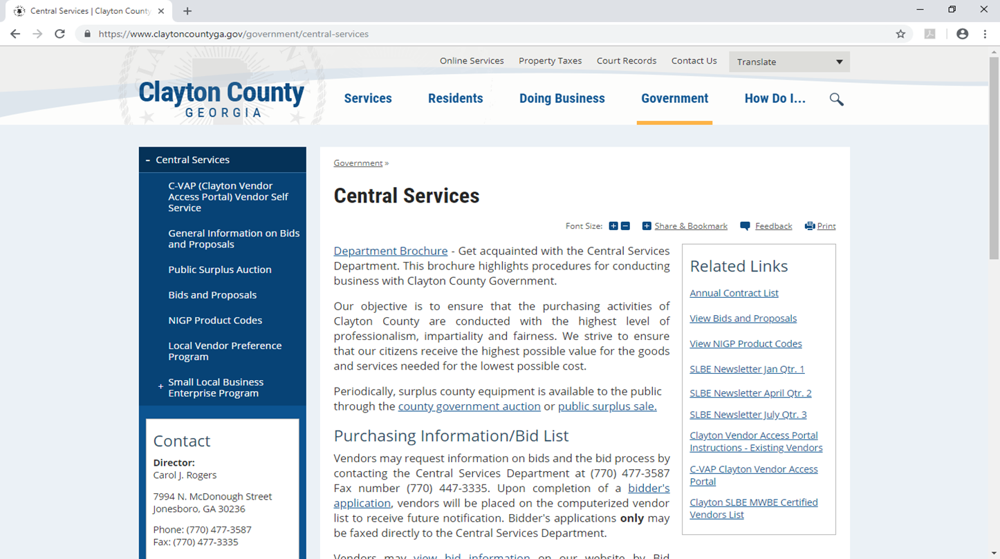 Central Services | Clayton County
https://www.claytoncountyga.gov/government/central-services
Online Services Property Taxes Court Records Contact Us Translate
Clayton County
GEORGIA
Services Residents Doing Business Government How Do I...
- Central Services
C-VAP (Clayton Vendor
Access Portal) Vendor Self
Service
General Information on Bids
and Proposals
Public Surplus Auction
Bids and Proposals
NIGP Product Codes
Local Vendor Preference
Program
+ Small Local Business
Enterprise Program
Contact
Director:
Carol J. Rogers
7994 N. McDonough Street
Jonesboro, GA 30236
Phone: (770) 477-3587
Fax: (770) 477-3335
Government »
Central Services
Font Size: + - + Share & Bookmark Feedback Print
Department Brochure - Get acquainted with the Central Services
Department. This brochure highlights procedures for conducting
business with Clayton County Government.
Our objective is to ensure that the purchasing activities of
Clayton County are conducted with the highest level of
professionalism, impartiality and fairness. We strive to ensure
that our citizens receive the highest possible value for the goods
and services needed for the lowest possible cost.
Periodically, surplus county equipment is available to the public
through the county government auction or public surplus sale.
Purchasing Information/Bid List
Vendors may request information on bids and the bid process by
contacting the Central Services Department at (770) 477-3587
Fax number (770) 447-3335. Upon completion of a bidder's
application, vendors will be placed on the computerized vendor
list to receive future notification. Bidder's applications only may
be faxed directly to the Central Services Department.
Vendors may view bid information on our website by Bid
Related Links
Annual Contract List
View Bids and Proposals
View NIGP Product Codes
SLBE Newsletter Jan Qtr. 1
SLBE Newsletter April Qtr. 2
SLBE Newsletter July Qtr. 3
Clayton Vendor Access Portal
Instructions - Existing Vendors
C-VAP Clayton Vendor Access
Portal
Clayton SLBE MWBE Certified
Vendors List